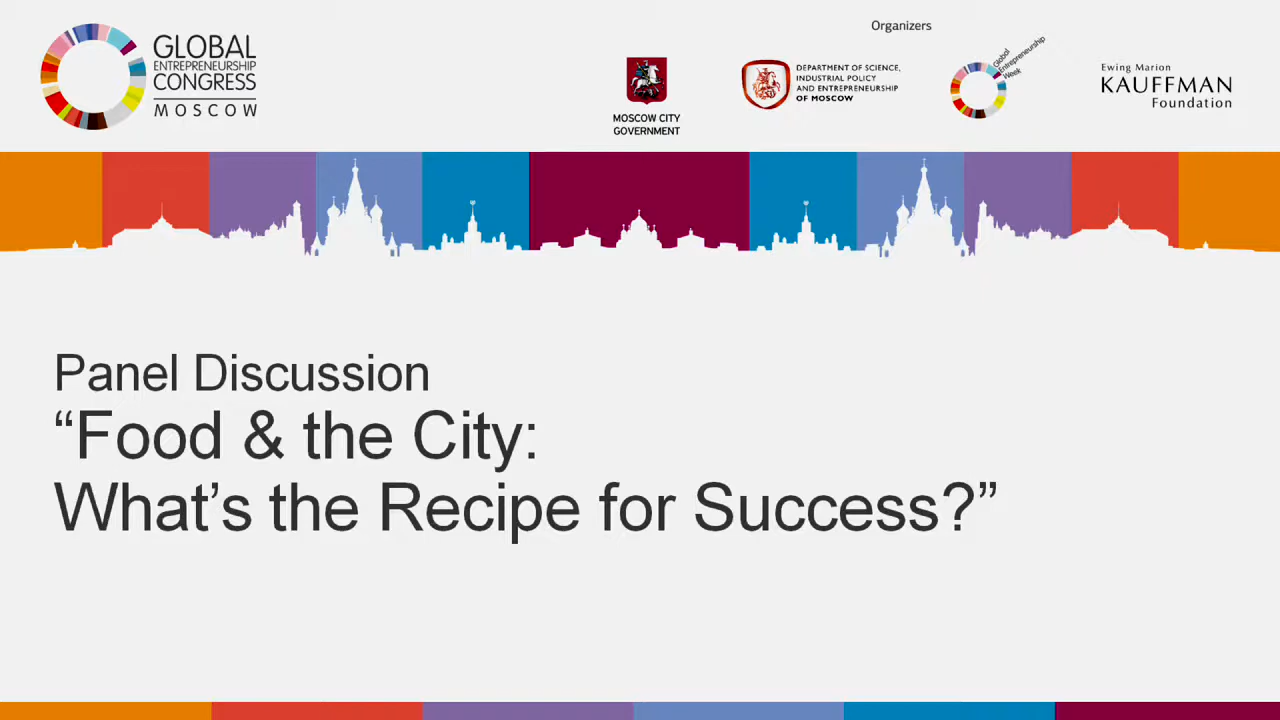 GLOBAL
ENTREPRENEURSHIP
CONGRESS
MOSCOW
Organizers
MOSCOW CITY
GOVERNMENT
DEPARTMENT OF SCIENCE,
INDUSTRIAL POLICY
AND ENTREPRENEURSHIP
OF MOSCOW
Global
Entrepreneurship
Week
Ewing Marion
KAUFFMAN
Foundation
Panel Discussion
“Food & the City:
What’s the Recipe for Success?”